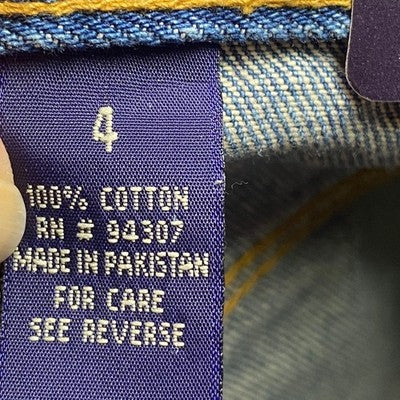 4
100% COTTON
RN # 94307
MADE IN PAKISTAN
FOR CARE
SEE REVERSE